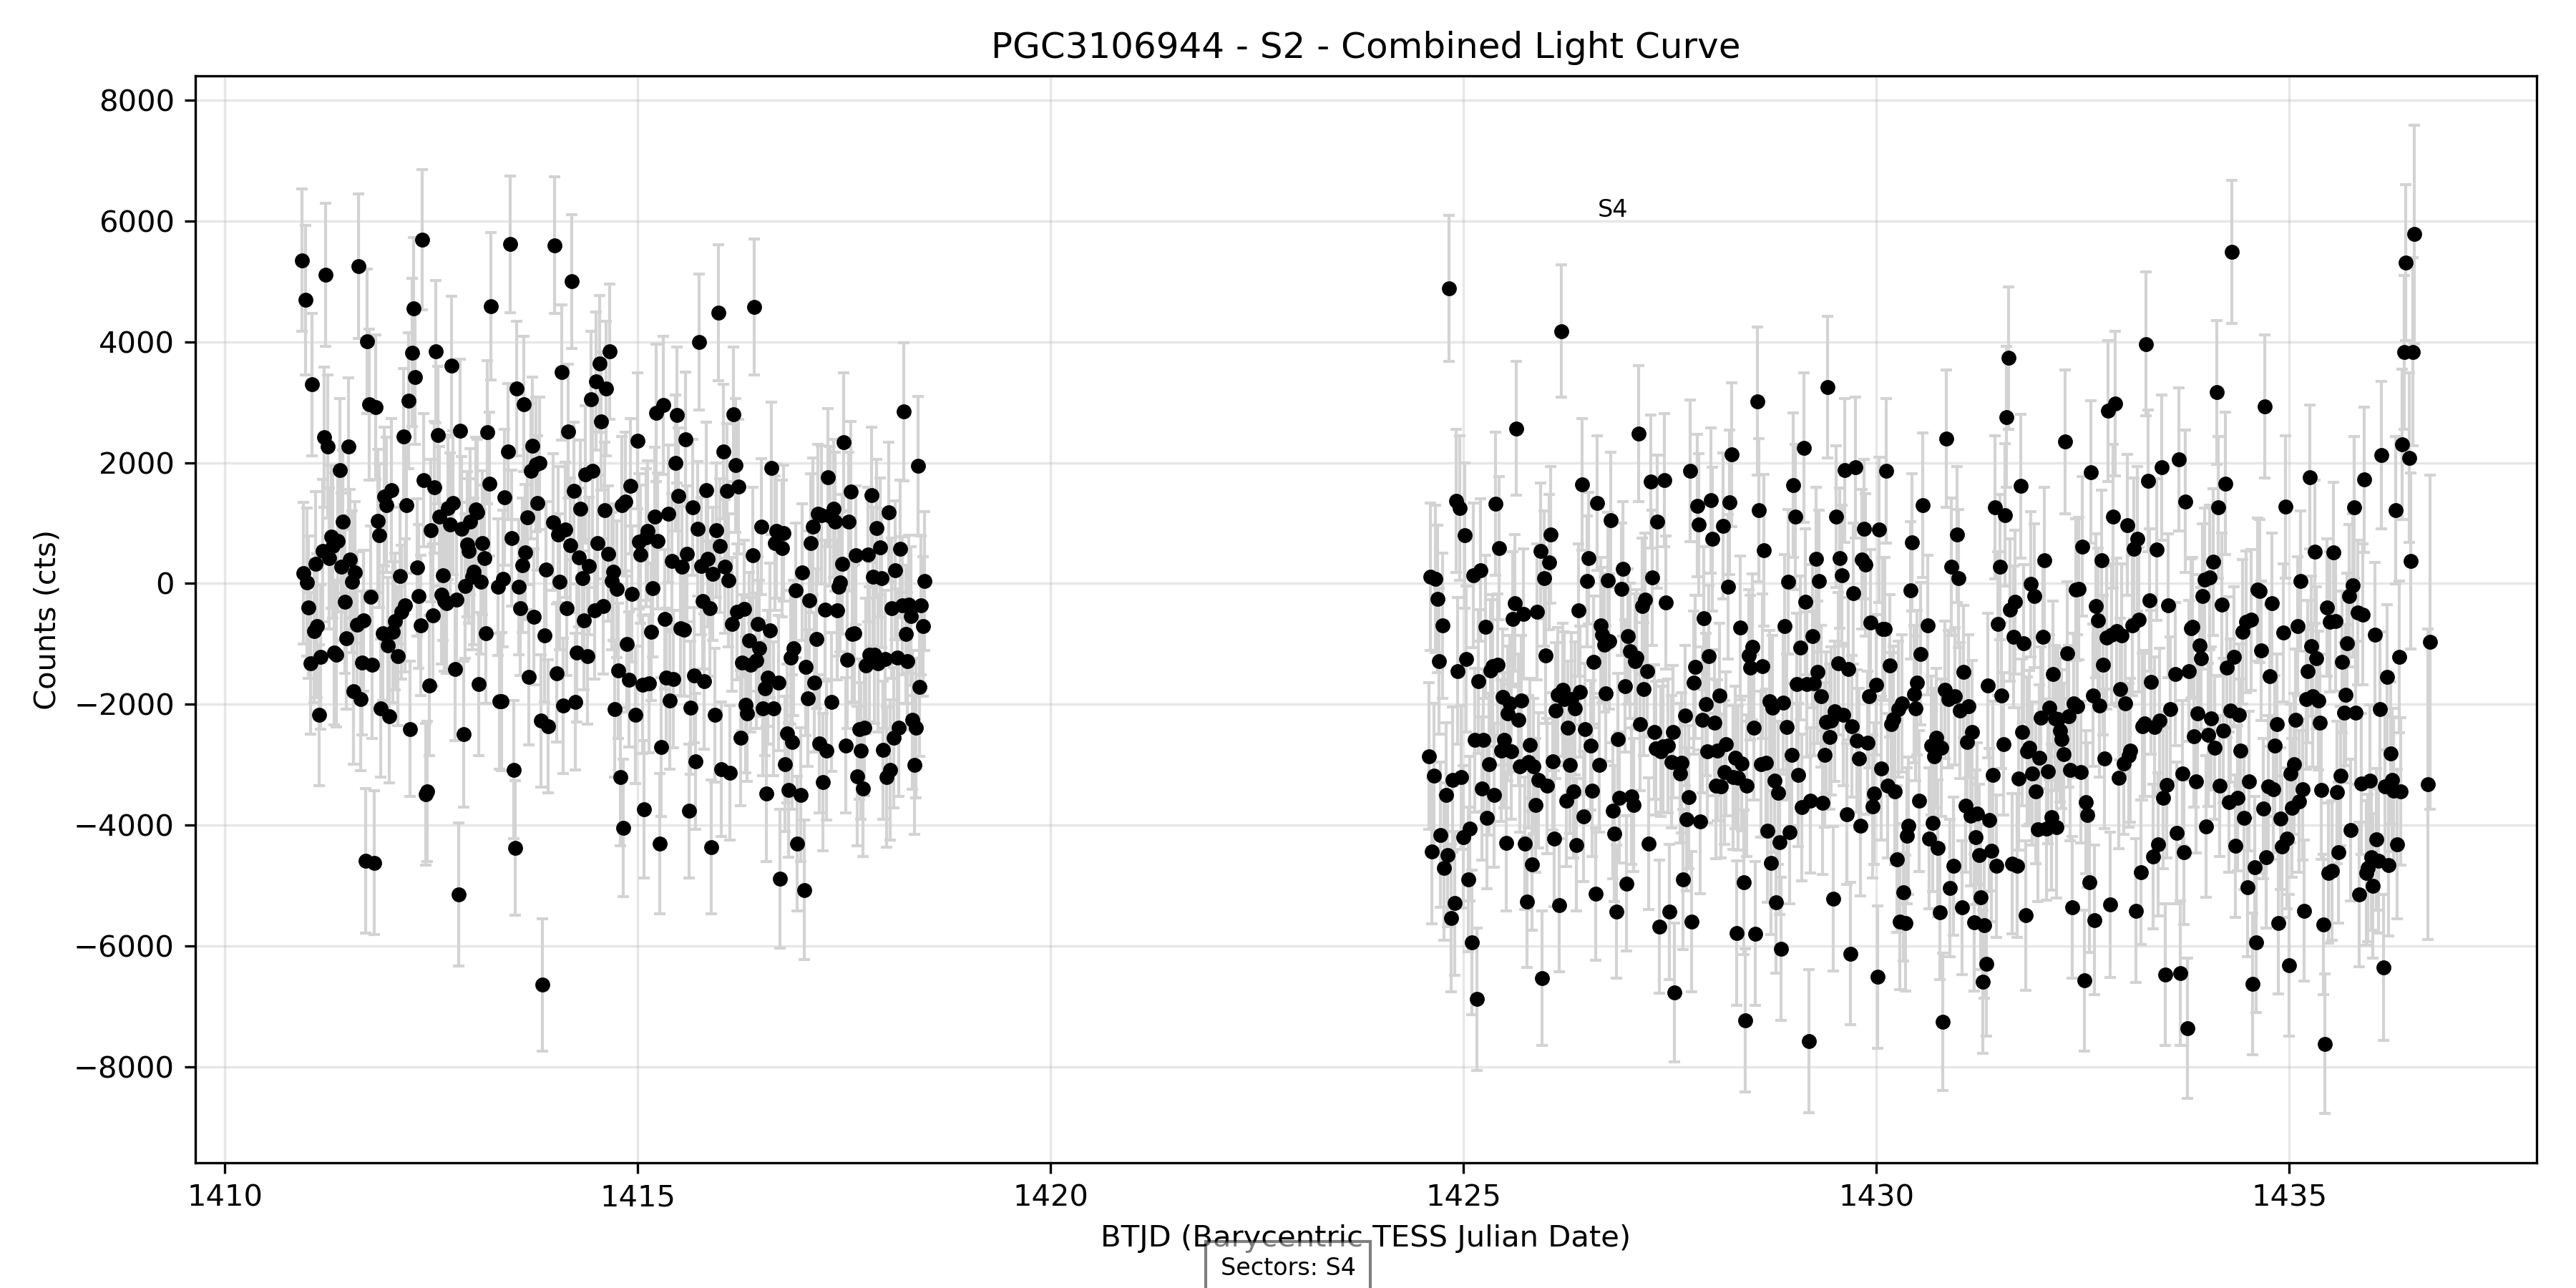 PGC3106944 - S2 - Combined Light Curve
8000
6000
4000
2000
0
−2000
−4000
−6000
−8000
Counts (cts)
S4
1410 1415 1420 1425 1430 1435
BTJD (Barycentric TESS Julian Date)
Sectors: S4